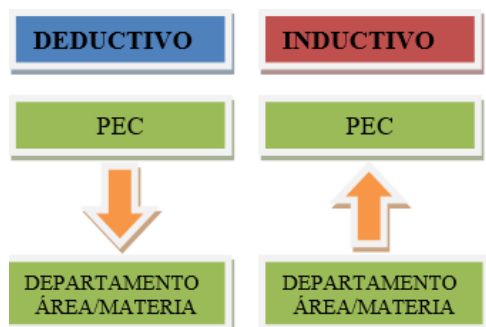 DEDUCTIVO
INDUCTIVO
PEC
PEC
DEPARTAMENTO
ÁREA/MATERIA
DEPARTAMENTO
ÁREA/MATERIA